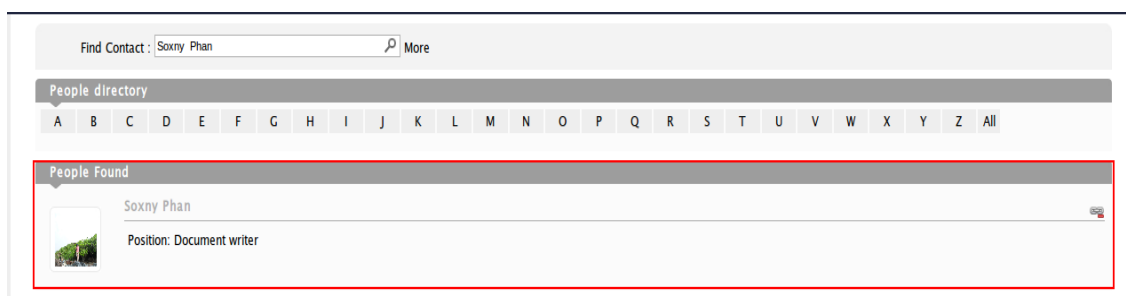 Find Contact : Soxny Phan More
People directory
A B C D E F G H I J K L M N O P Q R S T U V W X Y Z All
People Found
Soxny Phan
Position: Document writer